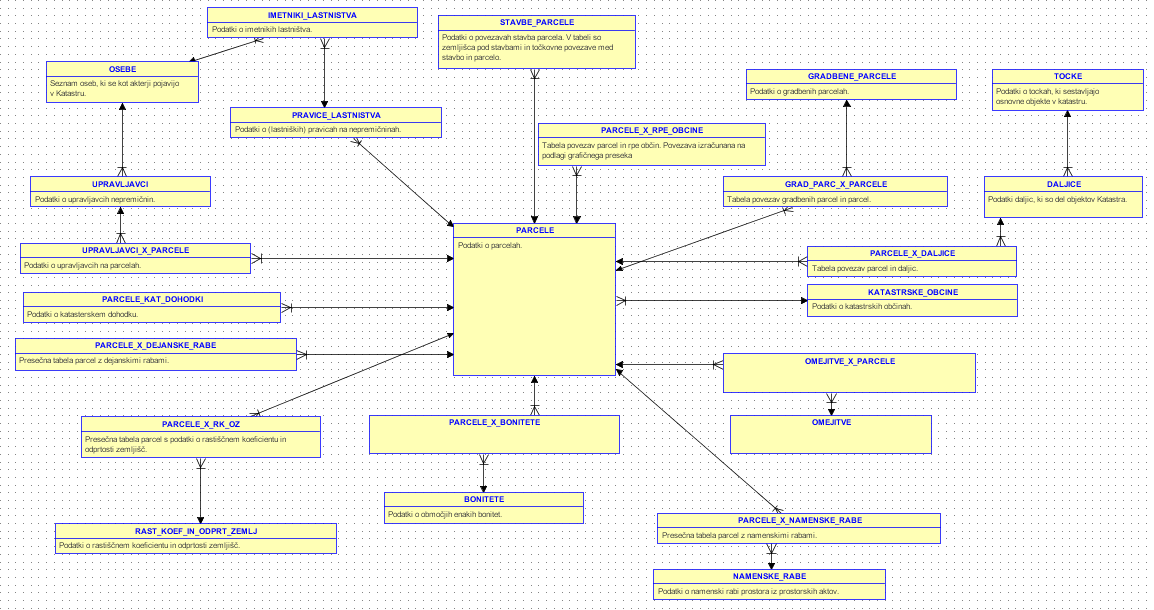 IMETNIKI_LASTNISTVA
Podatki o imetnikih lastništva.
STAVBE_PARCELE
Podatki o povezavah stavba parcela. V tabeli so
zemljišca pod stavbami in točkovne povezave med
stavbo in parcelo.
OSEBE
Seznam oseb, ki se kot akterji pojavijo
v Katastru.
GRADBENE_PARCELE
Podatki o gradbenih parcelah.
TOCKE
Podatki o tockah, ki sestavljajo
osnovne objekte v katastru.
PRAVICE_LASTNISTVA
Podatki o (lastniških) pravicah na nepremičninah.
PARCELE_X_RPE_OBCINE
Tabela povezav parcel in rpe občin. Povezava izračunana na
podlagi grafičnega preseka
UPRAVLJAVCI
Podatki o upravljavcih nepremičnin.
GRAD_PARC_X_PARCELE
Tabela povezav gradbenih parcel in parcel.
DALJICE
Podatki daljic, ki so del objektov Katastra.
PARCELE
Podatki o parcelah.
UPRAVLJAVCI_X_PARCELE
Podatki o upravljavcih na parcelah.
PARCELE_X_DALJICE
Tabela povezav parcel in daljic.
PARCELE_KAT_DOHODKI
Podatki o katasterskem dohodku.
KATASTRSKE_OBCINE
Podatki o katastrskih občinah.
PARCELE_X_DEJANSKE_RABE
Presečna tabela parcel z dejanskimi rabami.
OMEJITVE_X_PARCELE
PARCELE_X_RK_OZ
Presečna tabela parcel s podatki o rastiščnem koeficientu in
odprtosti zemljišč.
PARCELE_X_BONITETE
OMEJITVE
BONITETE
Podatki o območjih enakih bonitet.
RAST_KOEF_IN_ODPRT_ZEMLJ
Podatki o rastiščnem koeficientu in odprtosti zemljišč.
PARCELE_X_NAMENSKE_RABE
Presečna tabela parcel z namenskimi rabami.
NAMENSKE_RABE
Podatki o namenski rabi prostora iz prostorskih aktov.